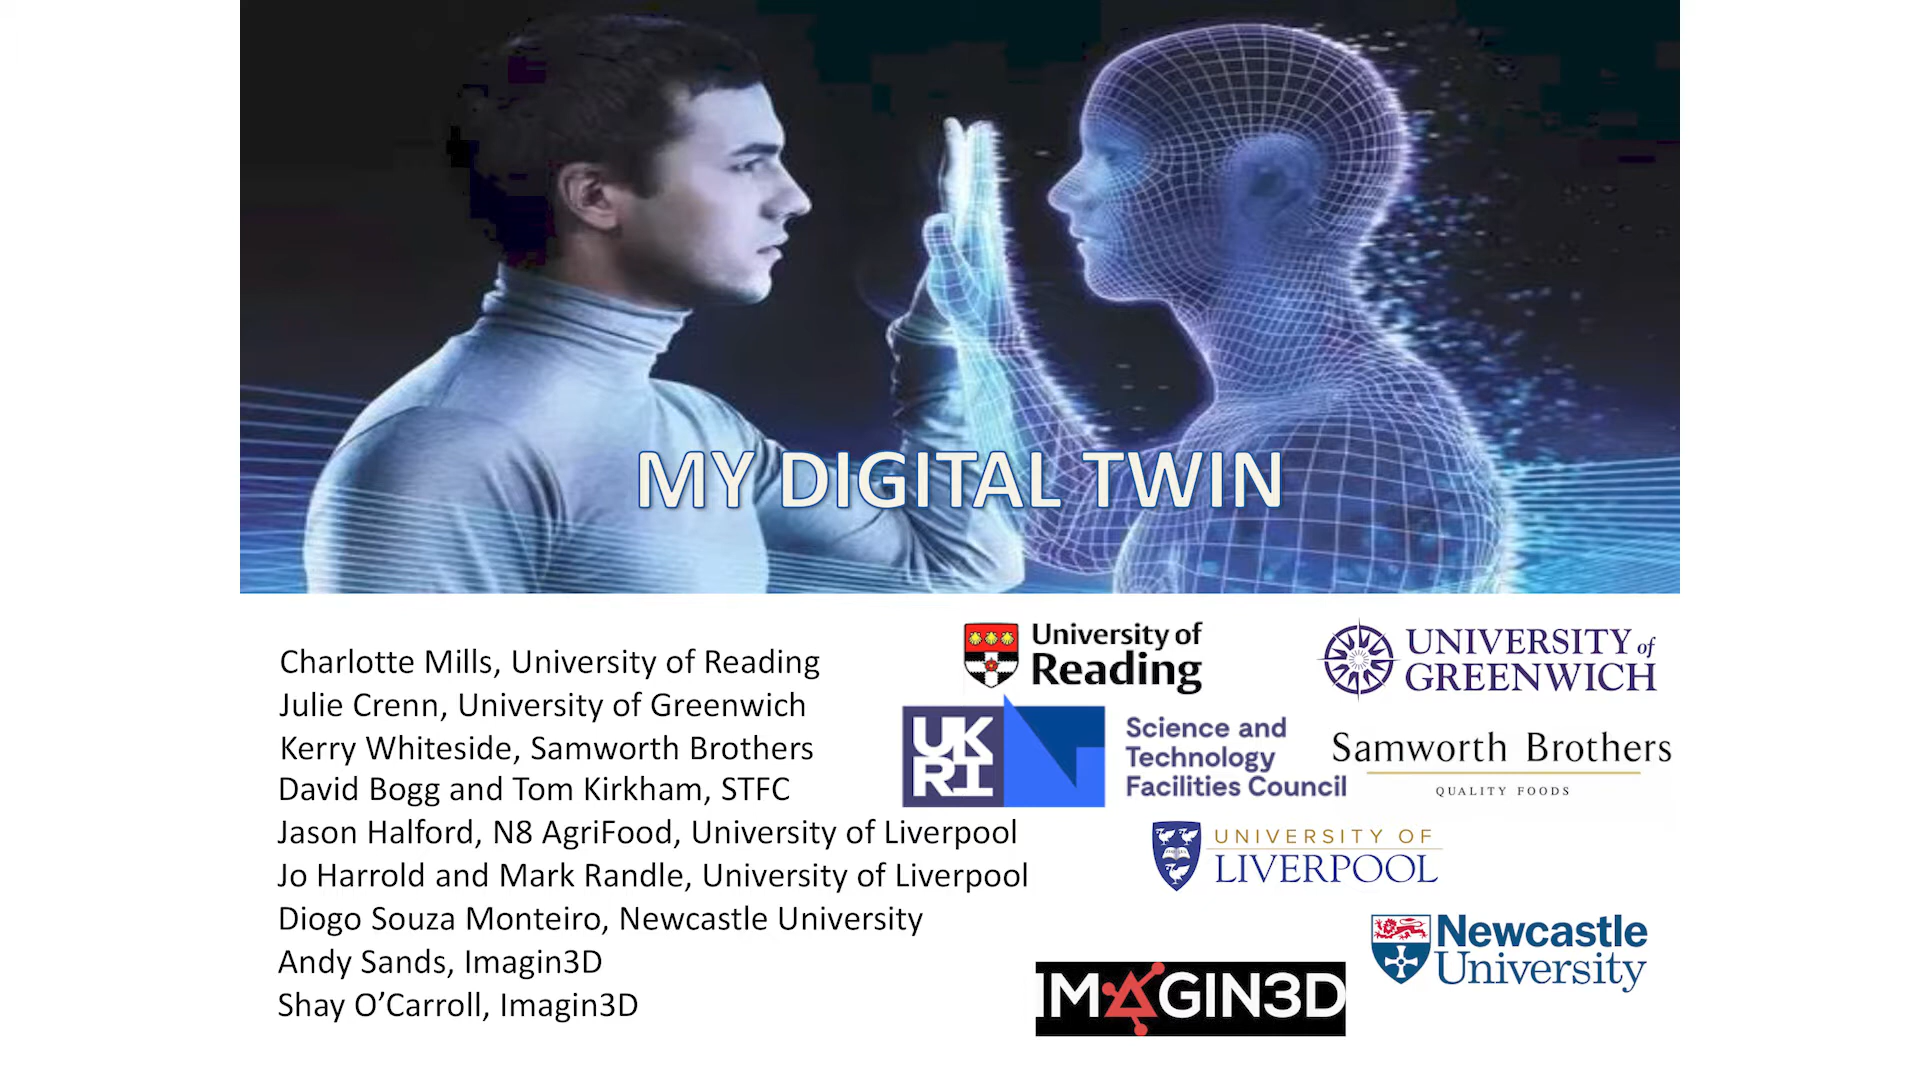 MY DIGITAL TWIN
Charlotte Mills, University of Reading
Julie Crenn, University of Greenwich
Kerry Whiteside, Samworth Brothers
David Bogg and Tom Kirkham, STFC
Jason Halford, N8 AgriFood, University of Liverpool
Jo Harrold and Mark Randle, University of Liverpool
Diogo Souza Monteiro, Newcastle University
Andy Sands, Imagin3D
Shay O’Carroll, Imagin3D
University of
Reading
UNIVERSITY of
GREENWICH
UK
RI
Science and
Technology
Facilities Council
Samworth Brothers
QUALITY FOODS
UNIVERSITY OF
LIVERPOOL
Newcastle
University
IMAGIN3D